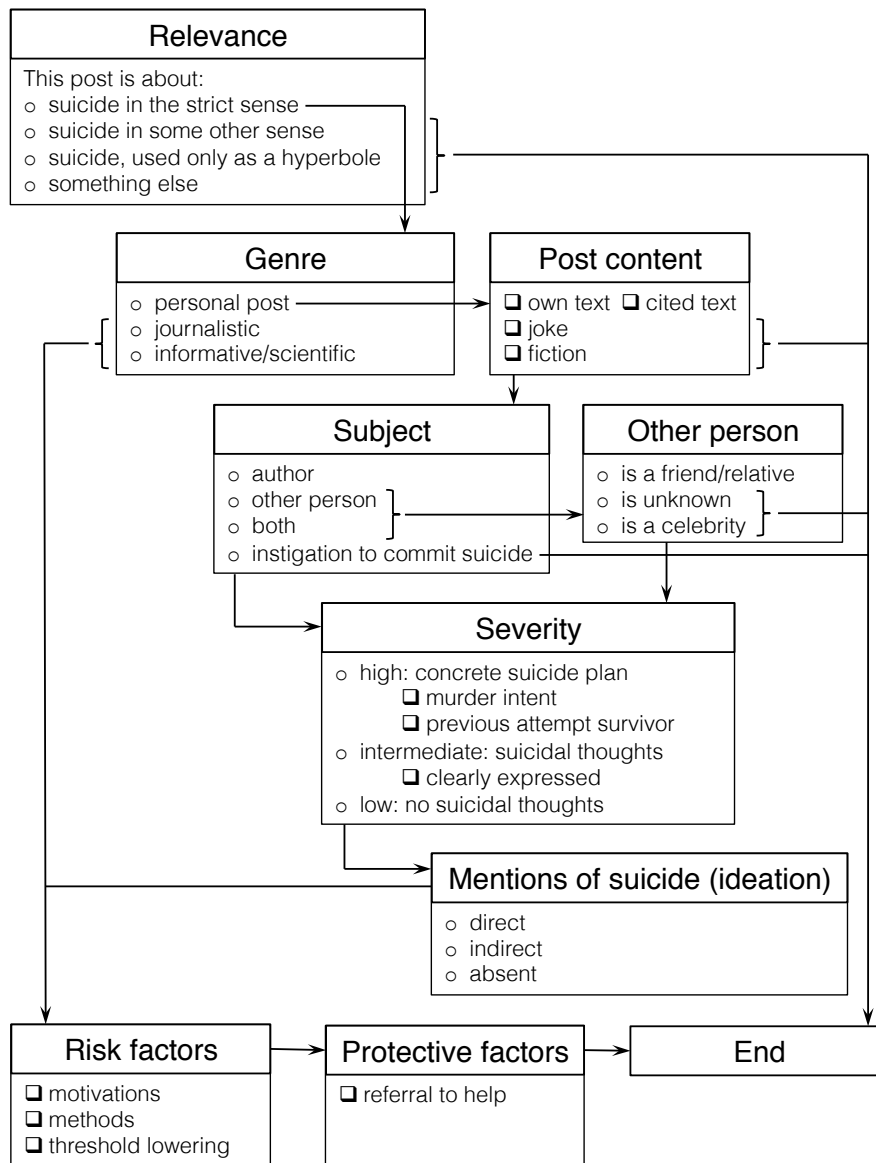 Relevance
This post is about:
suicide in the strict sense
suicide in some other sense
suicide, used only as a hyperbole
something else
Genre
personal post
journalistic
informative/scientific
Post content
own text cited text
joke
fiction
Subject
author
other person
both
instigation to commit suicide
Other person
is a friend/relative
is unknown
is a celebrity
Severity
high: concrete suicide plan
murder intent
previous attempt survivor
intermediate: suicidal thoughts
clearly expressed
low: no suicidal thoughts
Mentions of suicide (ideation)
direct
indirect
absent
Risk factors
motivations
methods
threshold lowering
Protective factors
referral to help
End